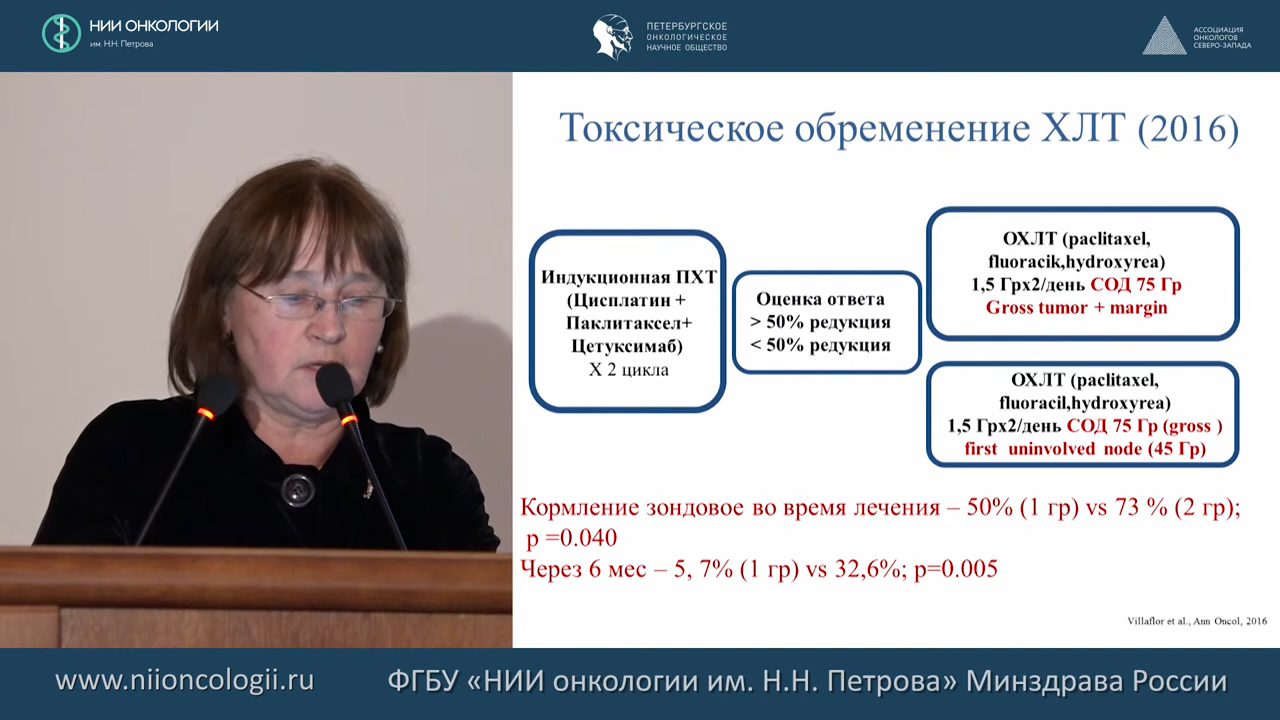 НИИ ОНКОЛОГИИ
им. Н.Н. Петрова
ПЕТЕРБУРГСКОЕ
ОНКОЛОГИЧЕСКОЕ
НАУЧНОЕ ОБЩЕСТВО
АССОЦИАЦИЯ
ОНКОЛОГОВ
СЕВЕРО-ЗАПАДА
Токсическое обременение ХЛТ (2016)
Индукционная ПХТ
(Цисплатин +
Паклитаксел+
Цетуксимаб)
Х 2 цикла
Оценка ответа
> 50% редукция
< 50% редукция
ОХЛТ (paclitaxel,
fluoracik,hydroxyrea)
1,5 Грх2/день СОД 75 Гр
Gross tumor + margin
ОХЛТ (paclitaxel,
fluoracil,hydroxyrea)
1,5 Грх2/день СОД 75 Гр (gross )
first uninvolved node (45 Гр)
Кормление зондовое во время лечения – 50% (1 гр) vs 73 % (2 гр);
p =0.040
Через 6 мес – 5, 7% (1 гр) vs 32,6%; p=0.005
Villaflor et al., Ann Oncol, 2016
www.niioncologii.ru
ФГБУ «НИИ онкологии им. Н.Н. Петрова» Минздрава России